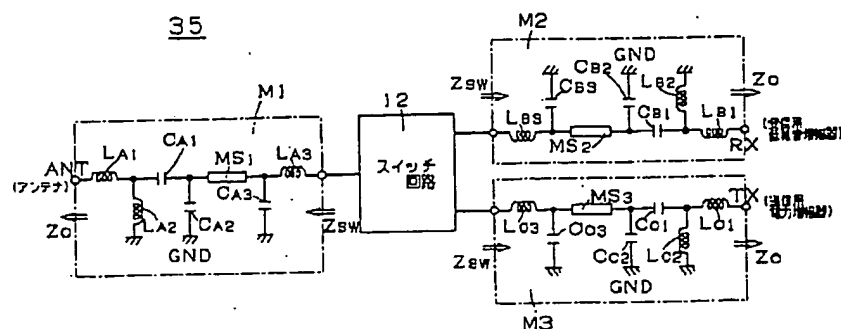 35
M1
ANT
(アンテナ)
LA1
CA1
MS1
LA3
LA2
CA2
CA3
Zo
ZSW
GND
12
スイッチ
回路
M2
GND
ZSW
CB3
CB2
LB2
Zo
LB3
MS2
CB1
LB1
RX
MS3
TX
LC3
CC3
CC2
CC1
LC2
LC1
ZSW
Zo
GND
M3